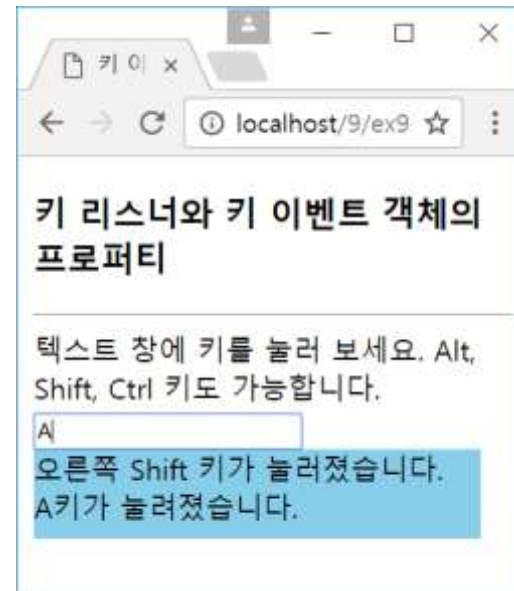 키 이
localhost/9/ex9
키 리스너와 키 이벤트 객체의
프로퍼티
텍스트 창에 키를 눌러 보세요. Alt,
Shift, Ctrl 키도 가능합니다.
A
오른쪽 Shift 키가 눌러졌습니다.
A키가 눌려졌습니다.